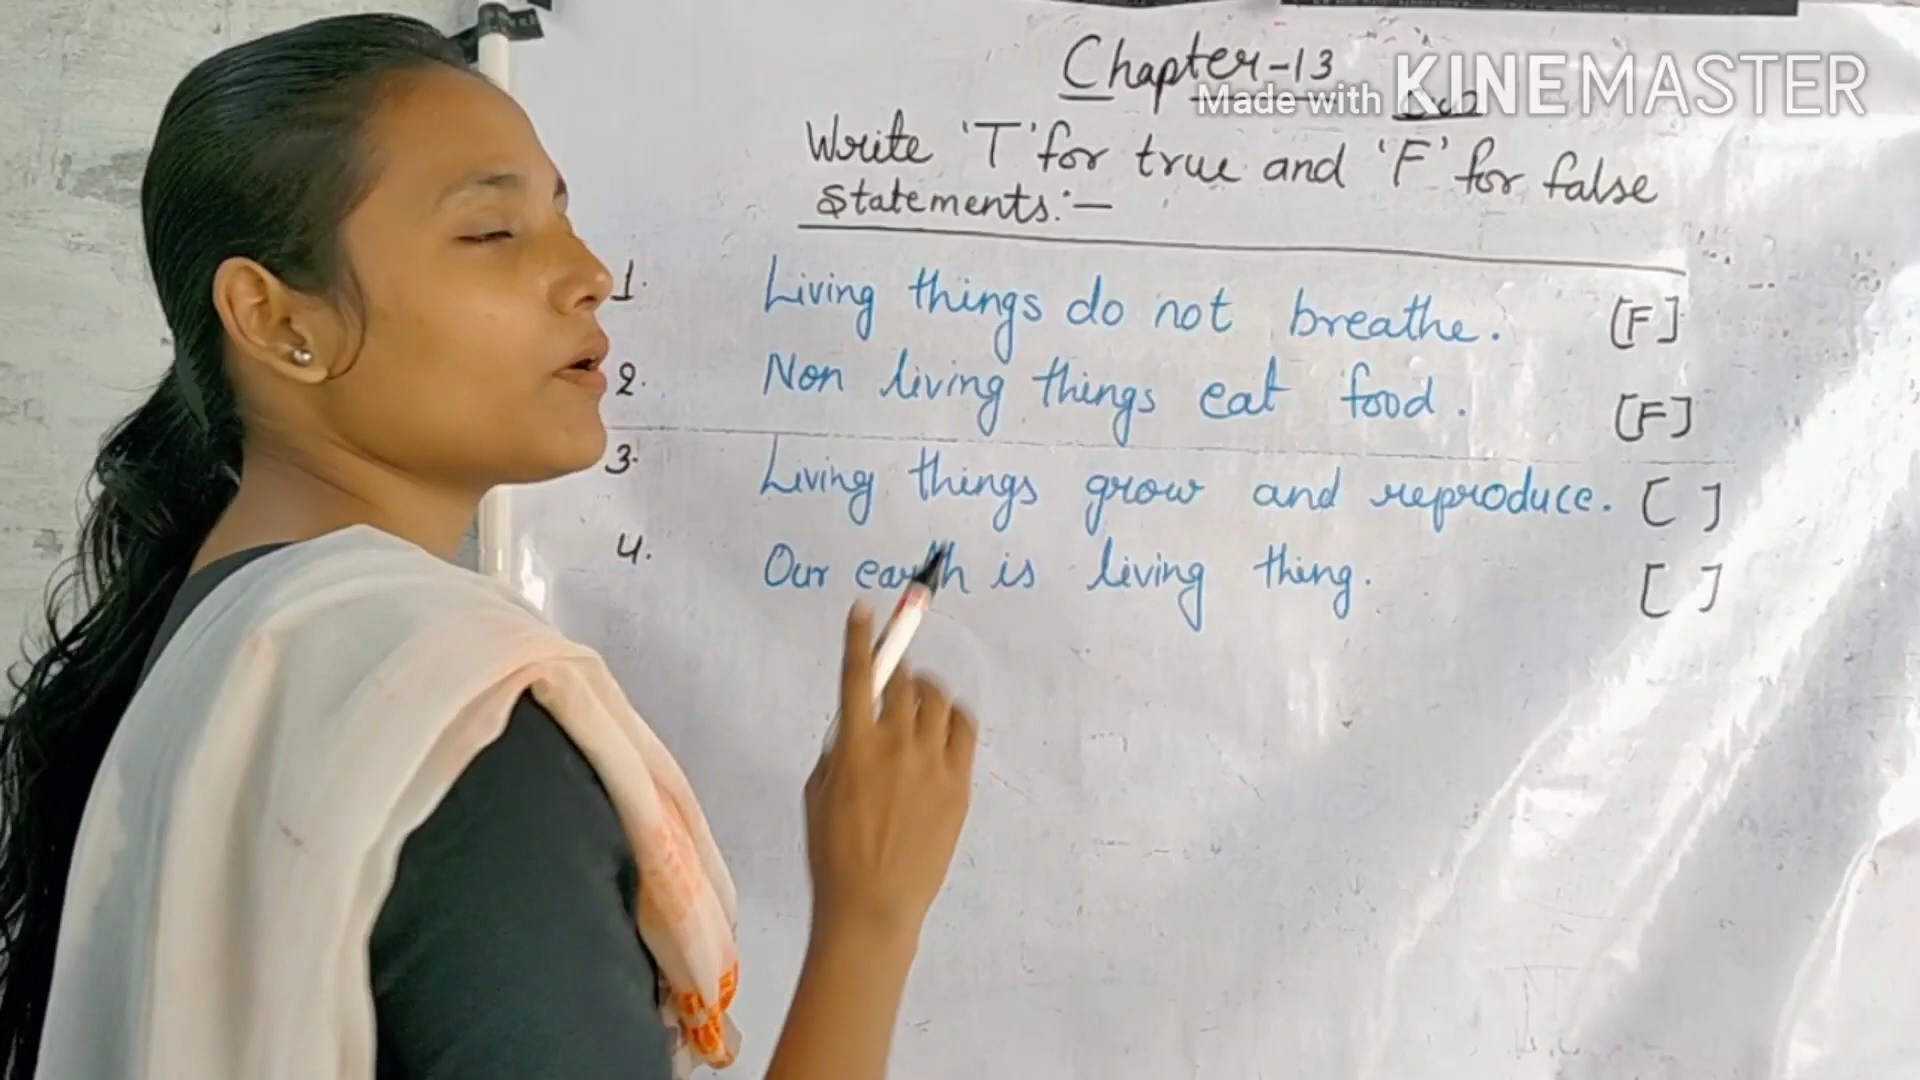 Chapter-13
Made with KINEMASTER
Write 'T' for true and 'F' for false
Statements:-
1. Living things do not breathe. [F]
2. Non living things eat food. [F]
3. Living things grow and reproduce. [ ]
4. Our earth is living thing. [ ]